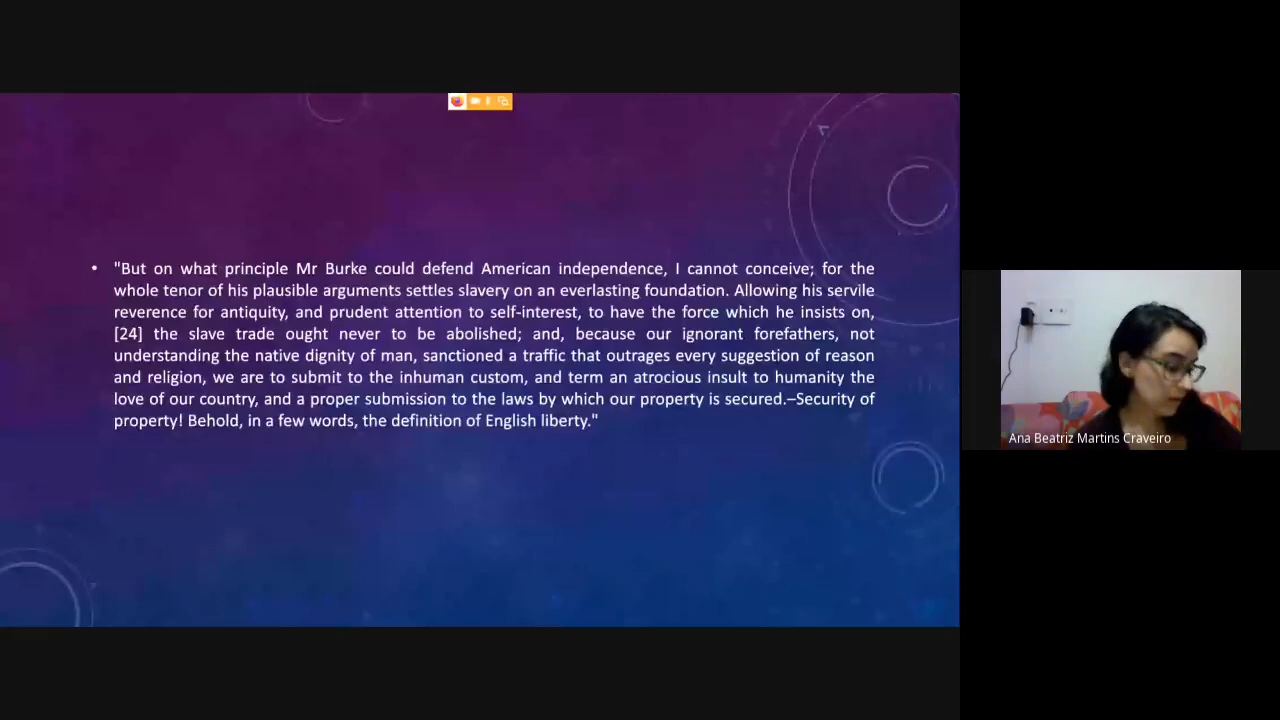 • "But on what principle Mr Burke could defend American independence, I cannot conceive; for the
whole tenor of his plausible arguments settles slavery on an everlasting foundation. Allowing his servile
reverence for antiquity, and prudent attention to self-interest, to have the force which he insists on,
[24] the slave trade ought never to be abolished; and, because our ignorant forefathers, not
understanding the native dignity of man, sanctioned a traffic that outrages every suggestion of reason
and religion, we are to submit to the inhuman custom, and term an atrocious insult to humanity the
love of our country, and a proper submission to the laws by which our property is secured.–Security of
property! Behold, in a few words, the definition of English liberty."
Ana Beatriz Martins Craveiro